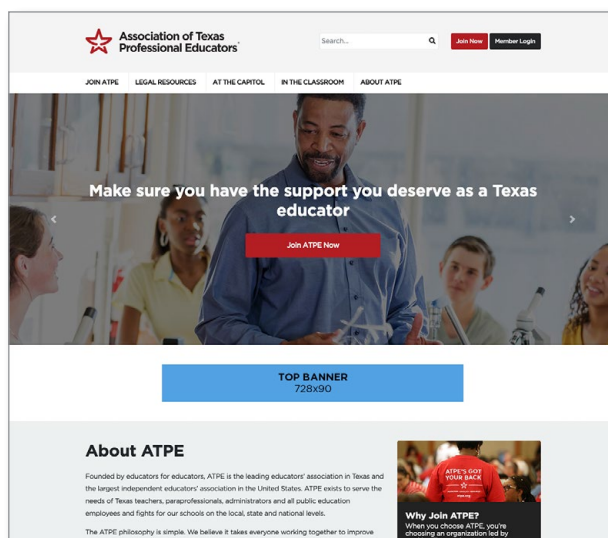 Association of Texas
Professional Educators
Search...
Join Now
Member Login
JOIN ATPE
LEGAL RESOURCES
AT THE CAPITOL
IN THE CLASSROOM
ABOUT ATPE
Make sure you have the support you deserve as a Texas
educator
Join ATPE Now
TOP BANNER
728x90
About ATPE
Founded by educators for educators, ATPE is the leading educators' association in Texas and
the largest independent educators' association in the United States. ATPE exists to serve the
needs of Texas teachers, paraprofessionals, administrators and all public education
employees and fights for our schools on the local, state and national levels.
The ATPE philosophy is simple. We believe it takes everyone working together to improve
ATPE'S GOT
YOUR BACK
Why Join ATPE?
When you choose ATPE, you're
choosing an organization led by